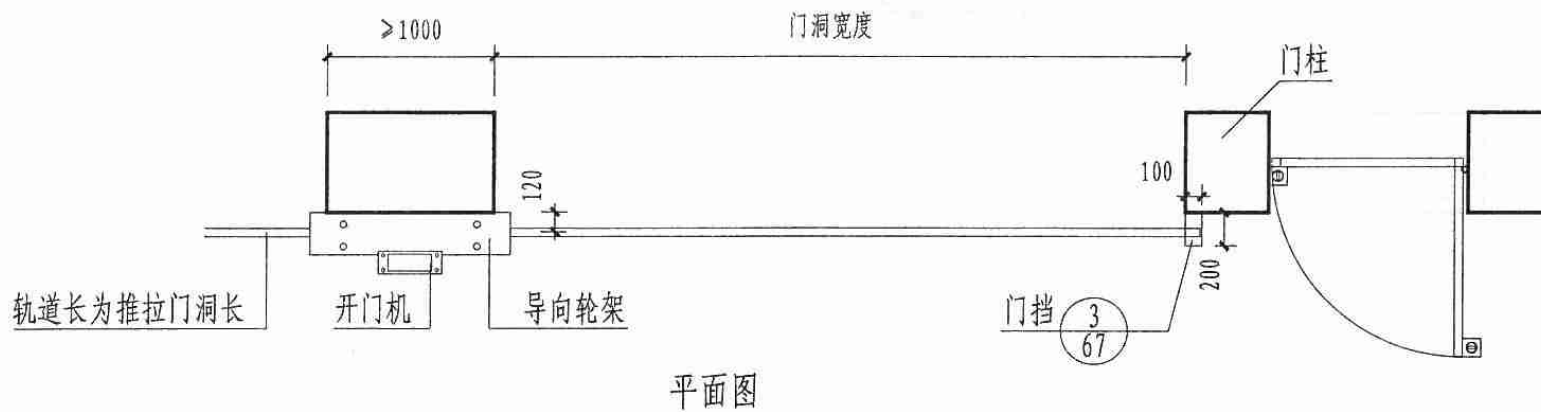 ≥1000
门洞宽度
门柱
100
120
200
轨道长为推拉门洞长
开门机
导向轮架
门挡
3
67
平面图